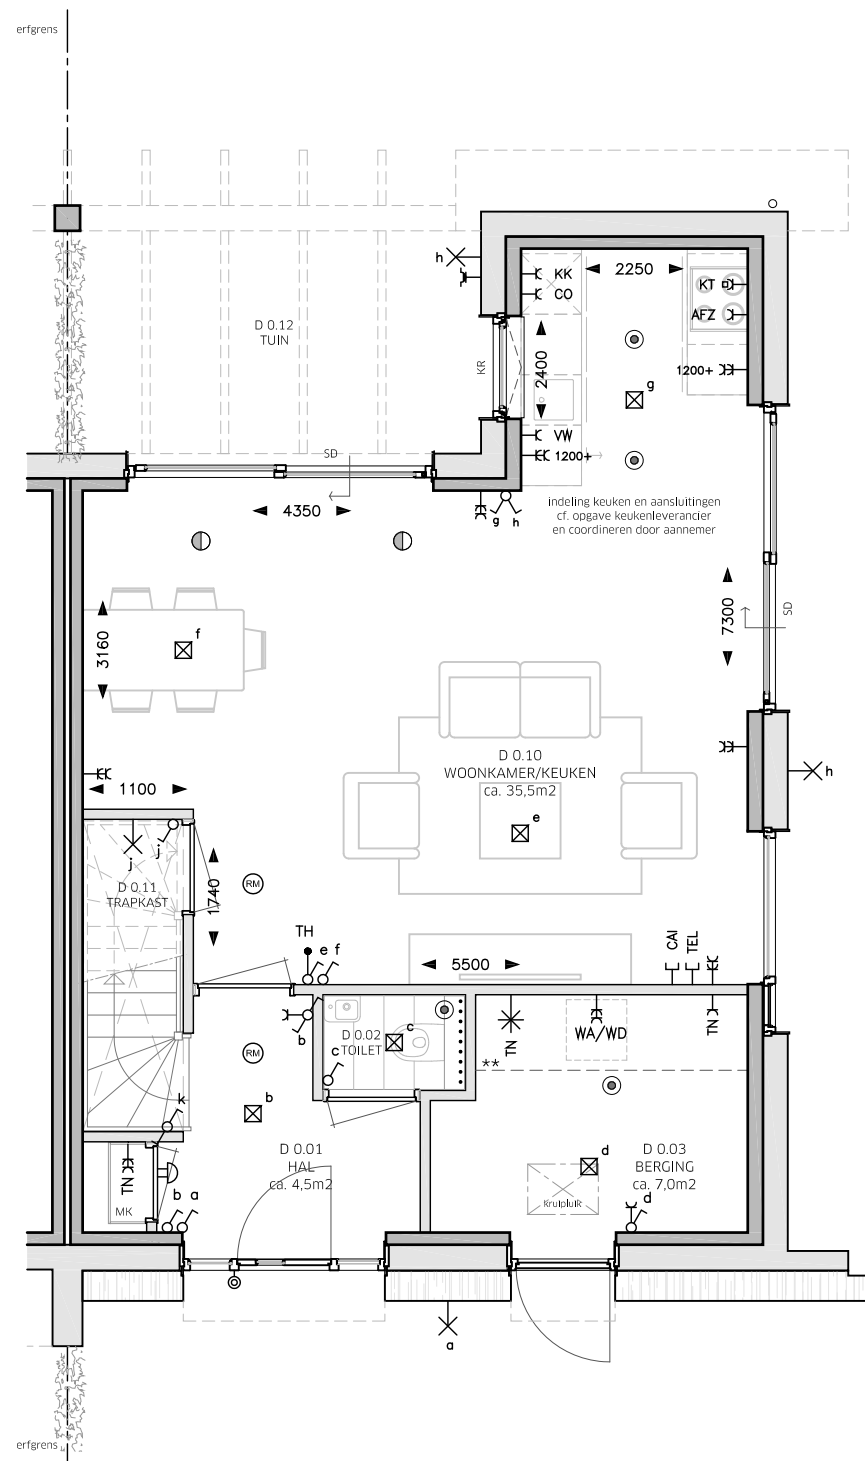 erfgrens
h
KK
2250
KT
CO
AFZ
D 0.12
TUIN
KR
2400
1200+
g
SD
VW
1200+
4350
g
h
indeling keuken en aansluitingen
cf. opgave keukenleverancier
en coordineren door aannemer
SD
7300
3160
f
D 0.10
WOONKAMER/KEUKEN
ca. 35,5m2
h
1100
e
j
j
D 0.11
TRAPKAST
RM
1740
TH
e f
5500
CAI
TEL
b
D 0.02
TOILET
c
c
TN
WA/WD
TN
**
RM
k
b
D 0.01
HAL
ca. 4,5m2
D 0.03
BERGING
ca. 7,0m2
d
TN
MK
b a
Kruipluik
d
a
erfgrens